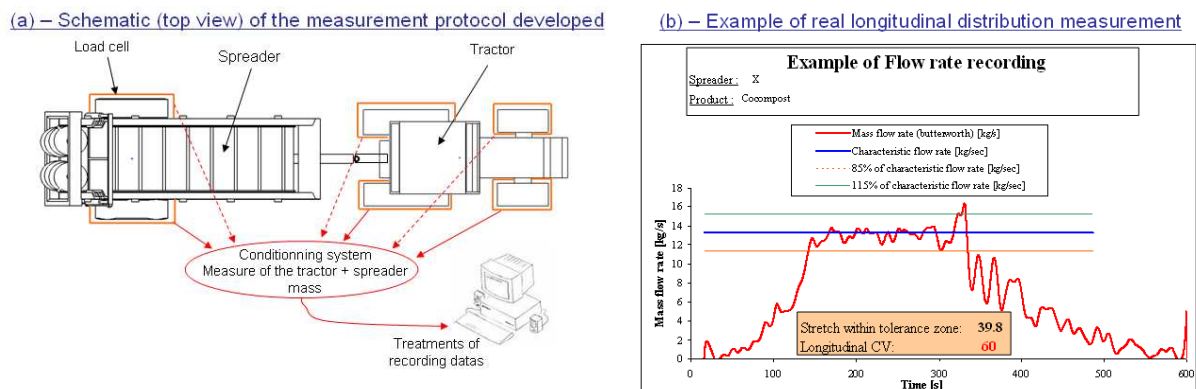 (a) – Schematic (top view) of the measurement protocol developed
Load cell
Spreader
Tractor
Conditionning system
Measure of the tractor + spreader
mass
Treatments of
recording datas
(b) – Example of real longitudinal distribution measurement
Example of Flow rate recording
Spreader : X
Product : Cocompost
Mass flow rate (butterworth) [kg/s]
Characteristic flow rate [kg/sec]
85% of characteristic flow rate [kg/sec]
115% of characteristic flow rate [kg/sec]
Mass flow rate [kg/s]
18
16
14
12
10
8
6
4
2
0
Stretch within tolerance zone: 39.8
Longitudinal CV: 60
0 100 200 300 400 500 600
Time [s]